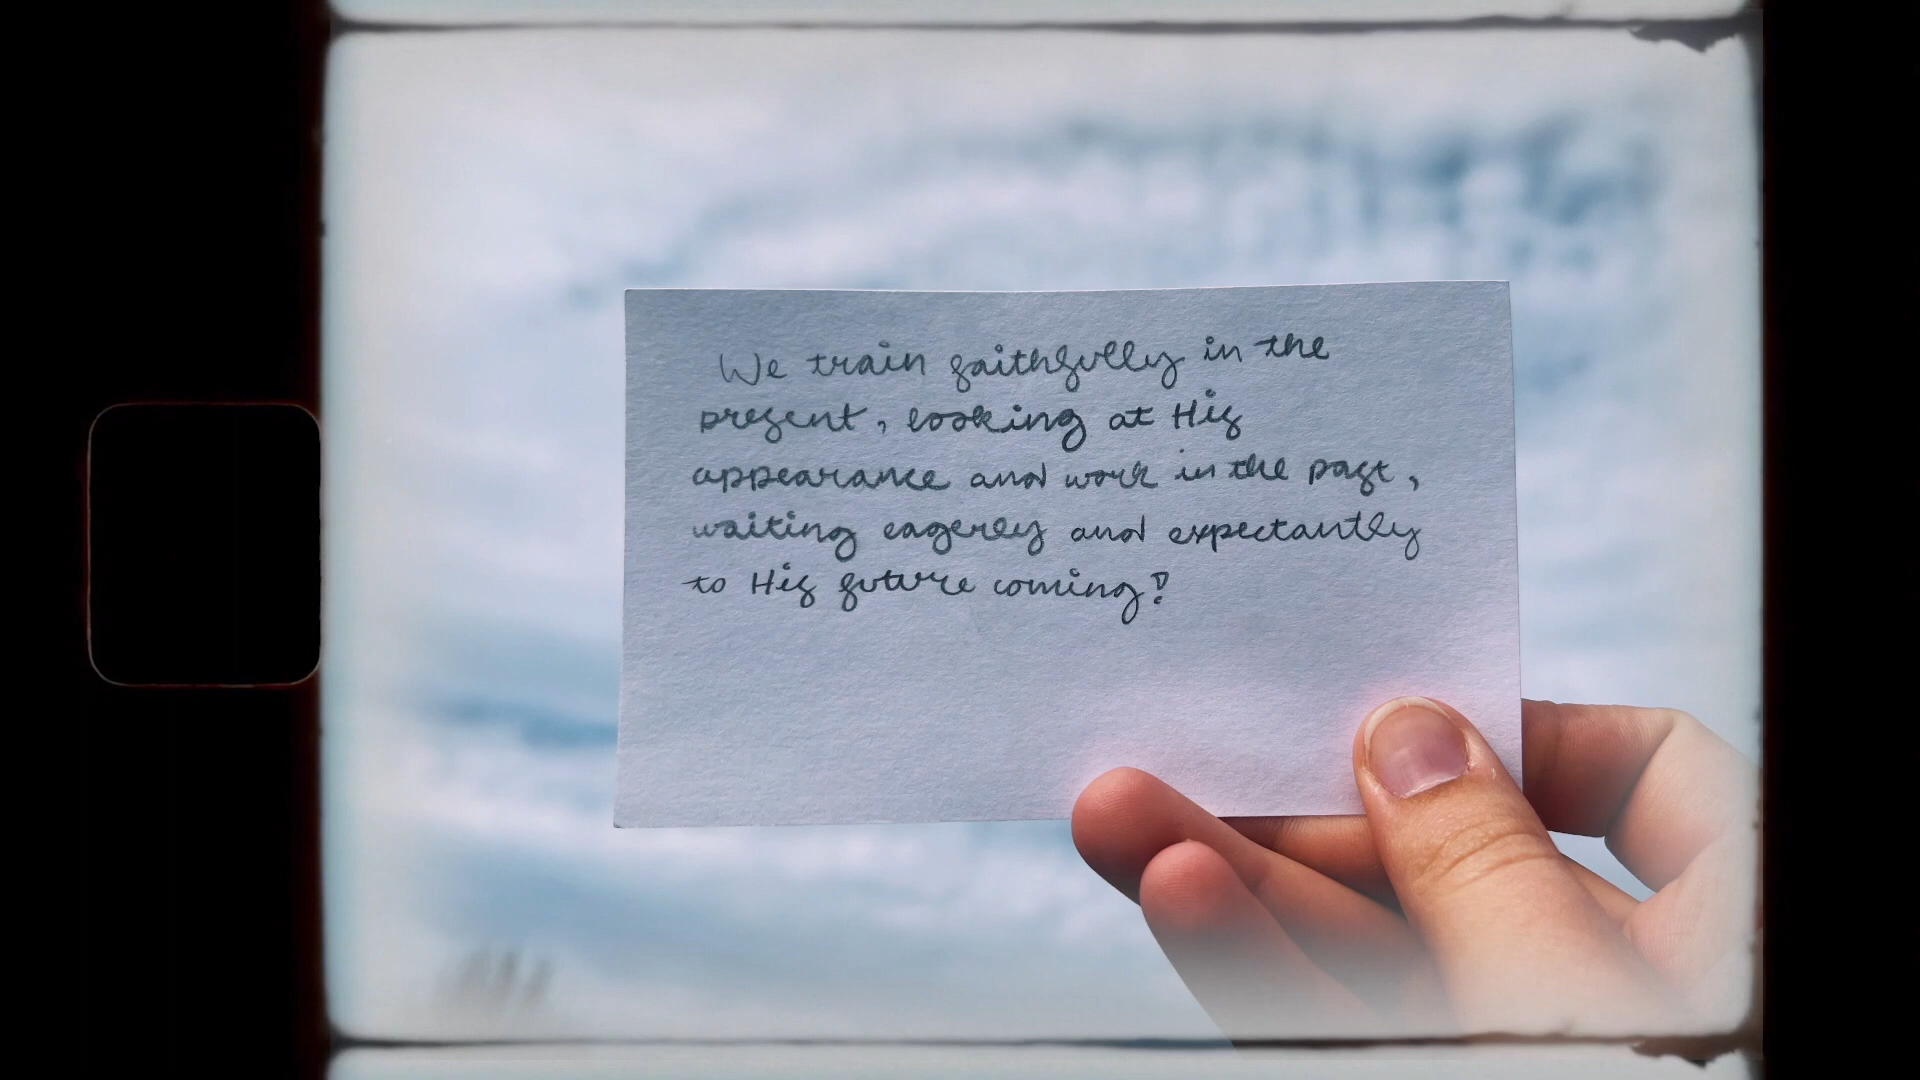 We train faithfully in the
present, looking at His
appearance and work in the past,
waiting eagerly and expectantly
to His future coming!